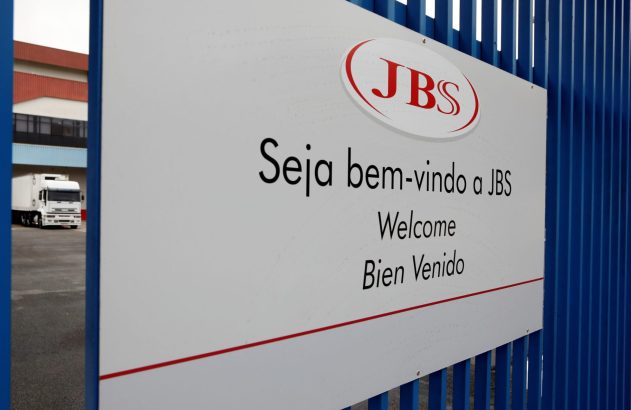 JBS
Seja bem-vindo a JBS
Welcome
Bien Venido